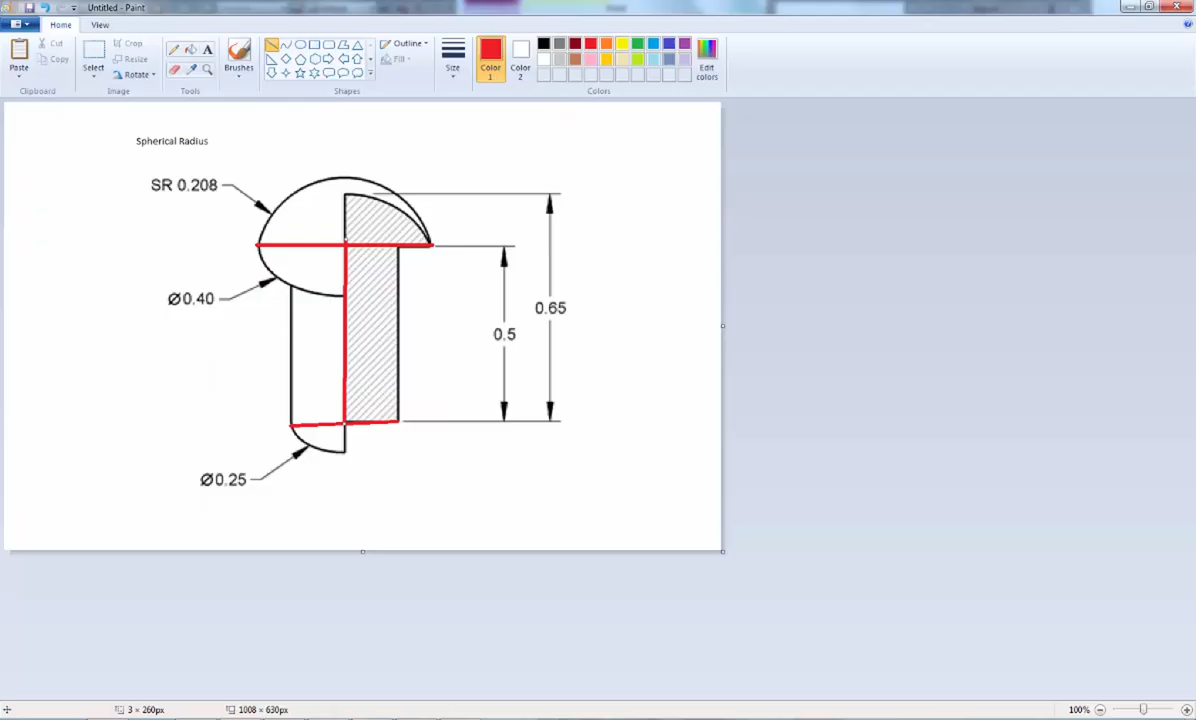 Untitled - Paint
Home View
Cut
Copy
Paste
Clipboard
Select
Crop
Resize
Rotate
Image
A
Tools
Brushes
Outline
Fill
Shapes
Size
Color 1
Color 2
Edit colors
Colors
Spherical Radius
SR 0.208
Ø0.40
0.65
0.5
Ø0.25
3 × 260px
1008 × 630px
100%